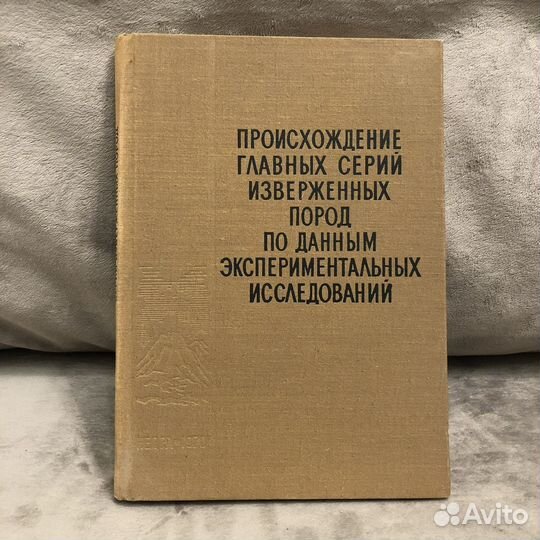 ПРОИСХОЖДЕНИЕ
ГЛАВНЫХ СЕРИЙ
ИЗВЕРЖЕННЫХ
ПОРОД
ПО ДАННЫМ
ЭКСПЕРИМЕНТАЛЬНЫХ
ИССЛЕДОВАНИЙ
Avito